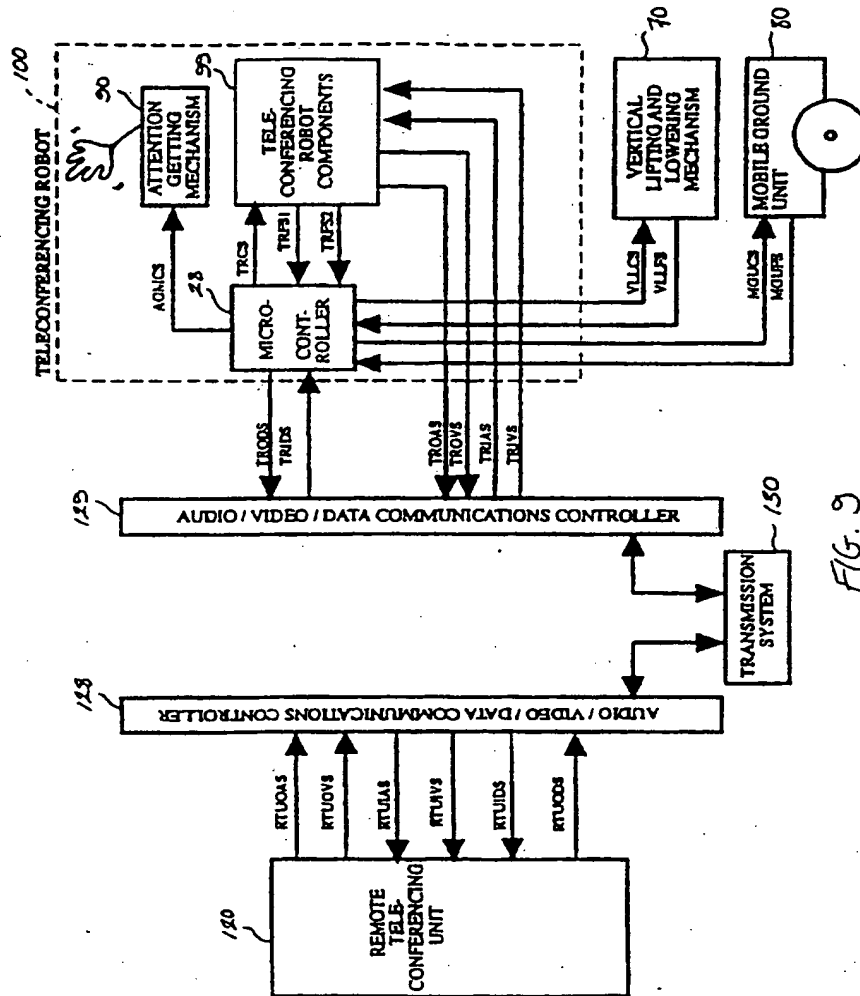 TELECONFERENCING ROBOT
100
90
ATTENTION
GETTING
MECHANISM
99
TELE-
CONFERENCING
ROBOT
COMPONENTS
AGMCS
TRCS
TRFS1
TRFS2
28
MICRO-
CONT-
ROLLER
70
VERTICAL
LIFTING AND
LOWERING
MECHANISM
VLLCS
VLLFS
80
MOBILE GROUND
UNIT
MGUCS
MGUFS
TRODS
TRIDS
TROAS
TROVS
TRIAS
TRIVS
129
AUDIO / VIDEO / DATA COMMUNICATIONS CONTROLLER
130
TRANSMISSION
SYSTEM
128
AUDIO / VIDEO / DATA COMMUNICATIONS CONTROLLER
RTUOAS
RTUOVS
RTUIAS
RTUIVS
RTUIDS
RTUODS
120
REMOTE
TELE-
CONFERENCING
UNIT
FIG. 9